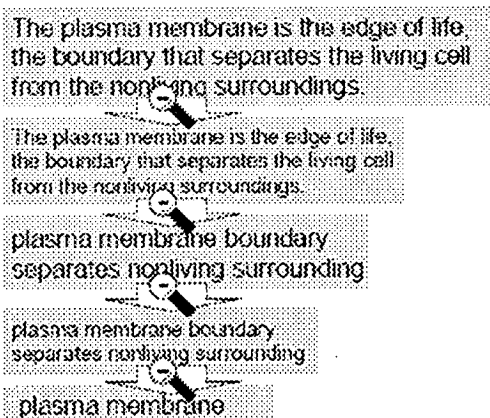 The plasma membrane is the edge of life,
the boundary that separates the living cell
from the nonliving surroundings.
The plasma membrane is the edge of life,
the boundary that separates the living cell
from the nonliving surroundings.
plasma membrane boundary
separates nonliving surrounding
plasma membrane boundary
separates nonliving surrounding
plasma membrane